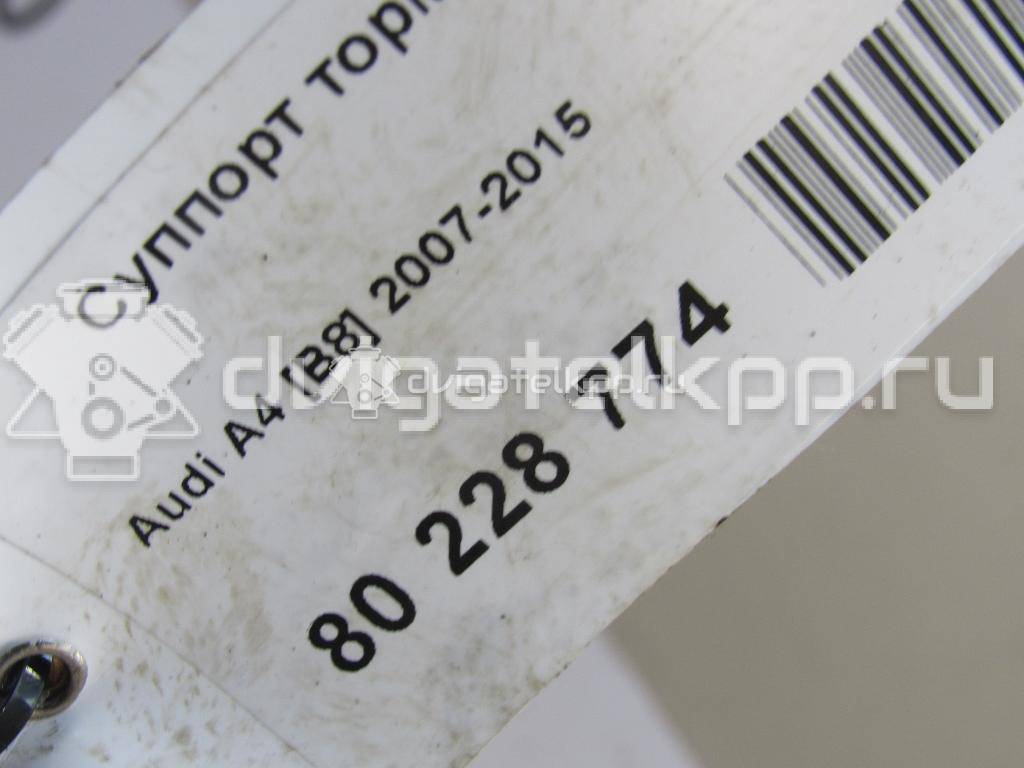 Суппорт торм
Audi A4 [B8] 2007-2015
80 228 774
dvigatelkpp.ru
dvigatelkpp.ru